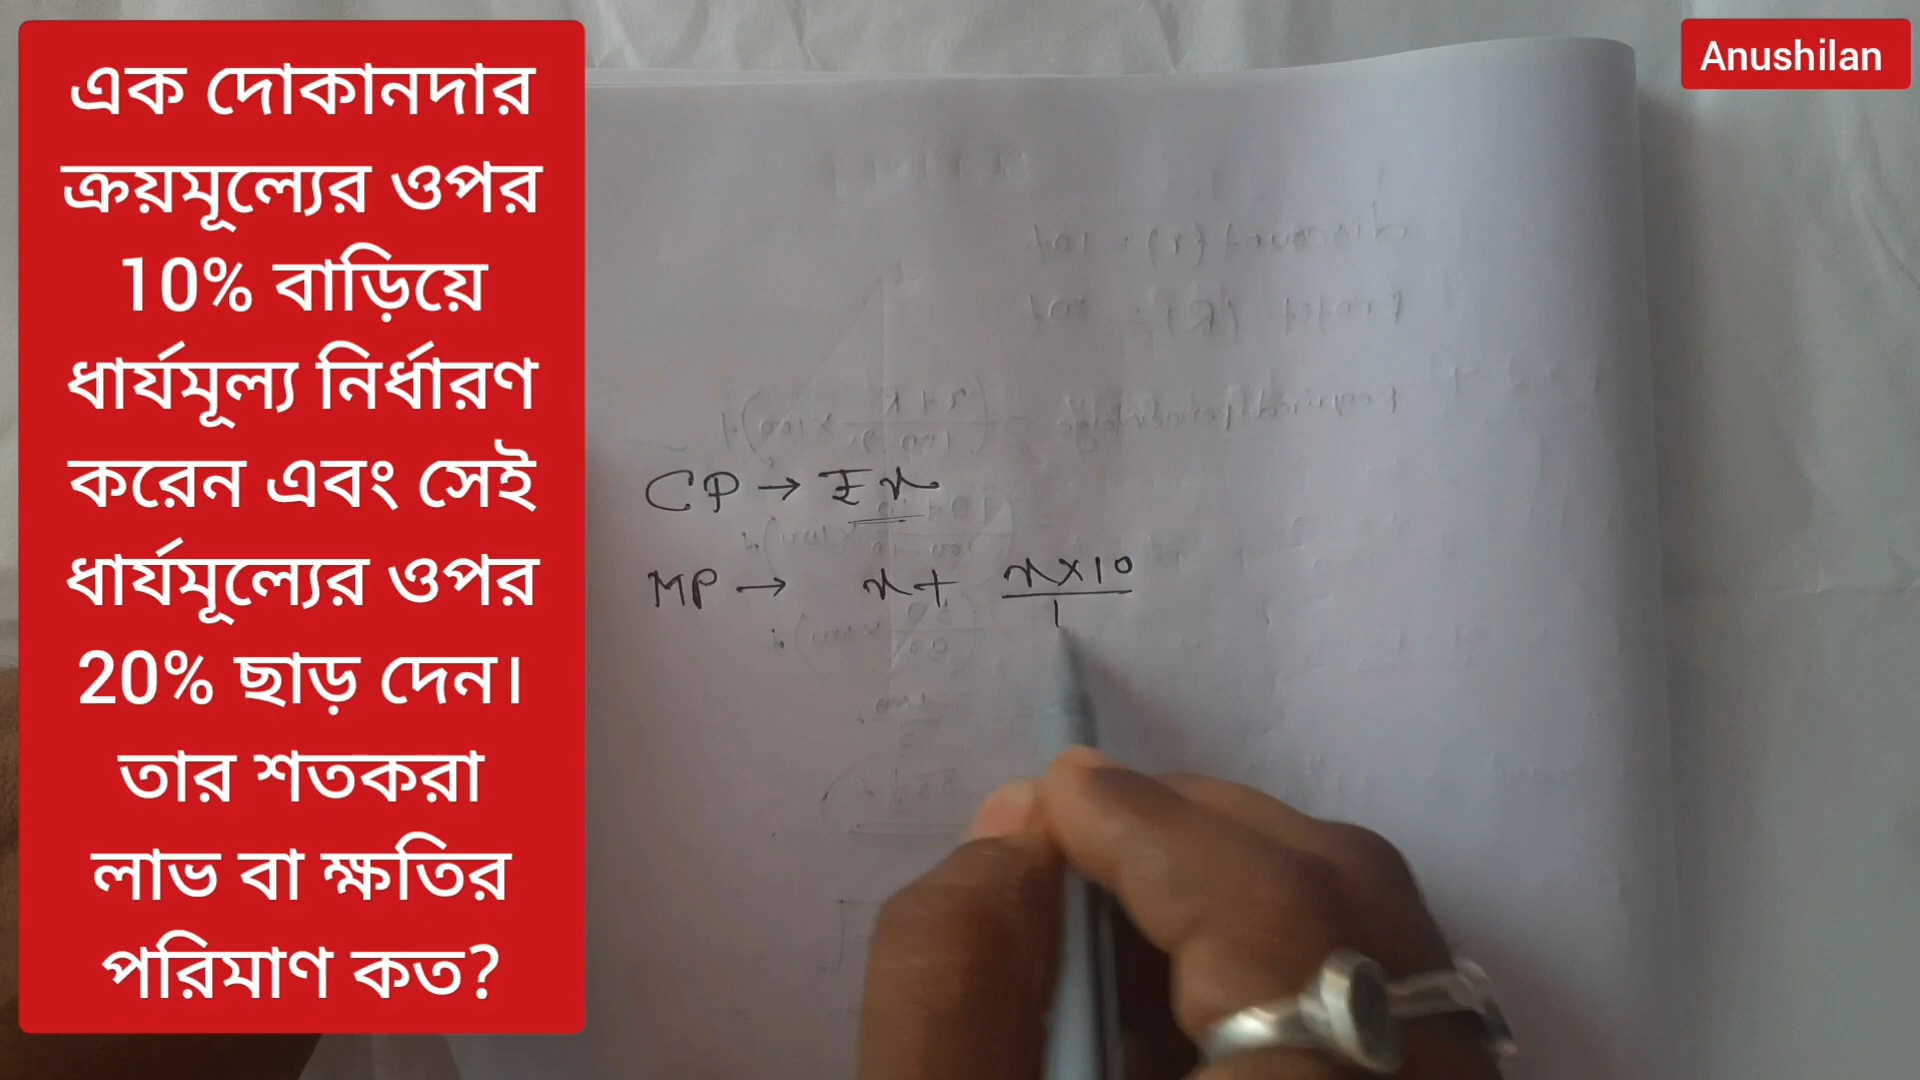 এক দোকানদার
ক্রয়মূল্যের ওপর
10% বাড়িয়ে
ধার্যমূল্য নির্ধারণ
করেন এবং সেই
ধার্যমূল্যের ওপর
20% ছাড় দেন।
তার শতকরা
লাভ বা ক্ষতির
পরিমাণ কত?
Anushilan
CP → ₹ x
MP → x + x×10
1